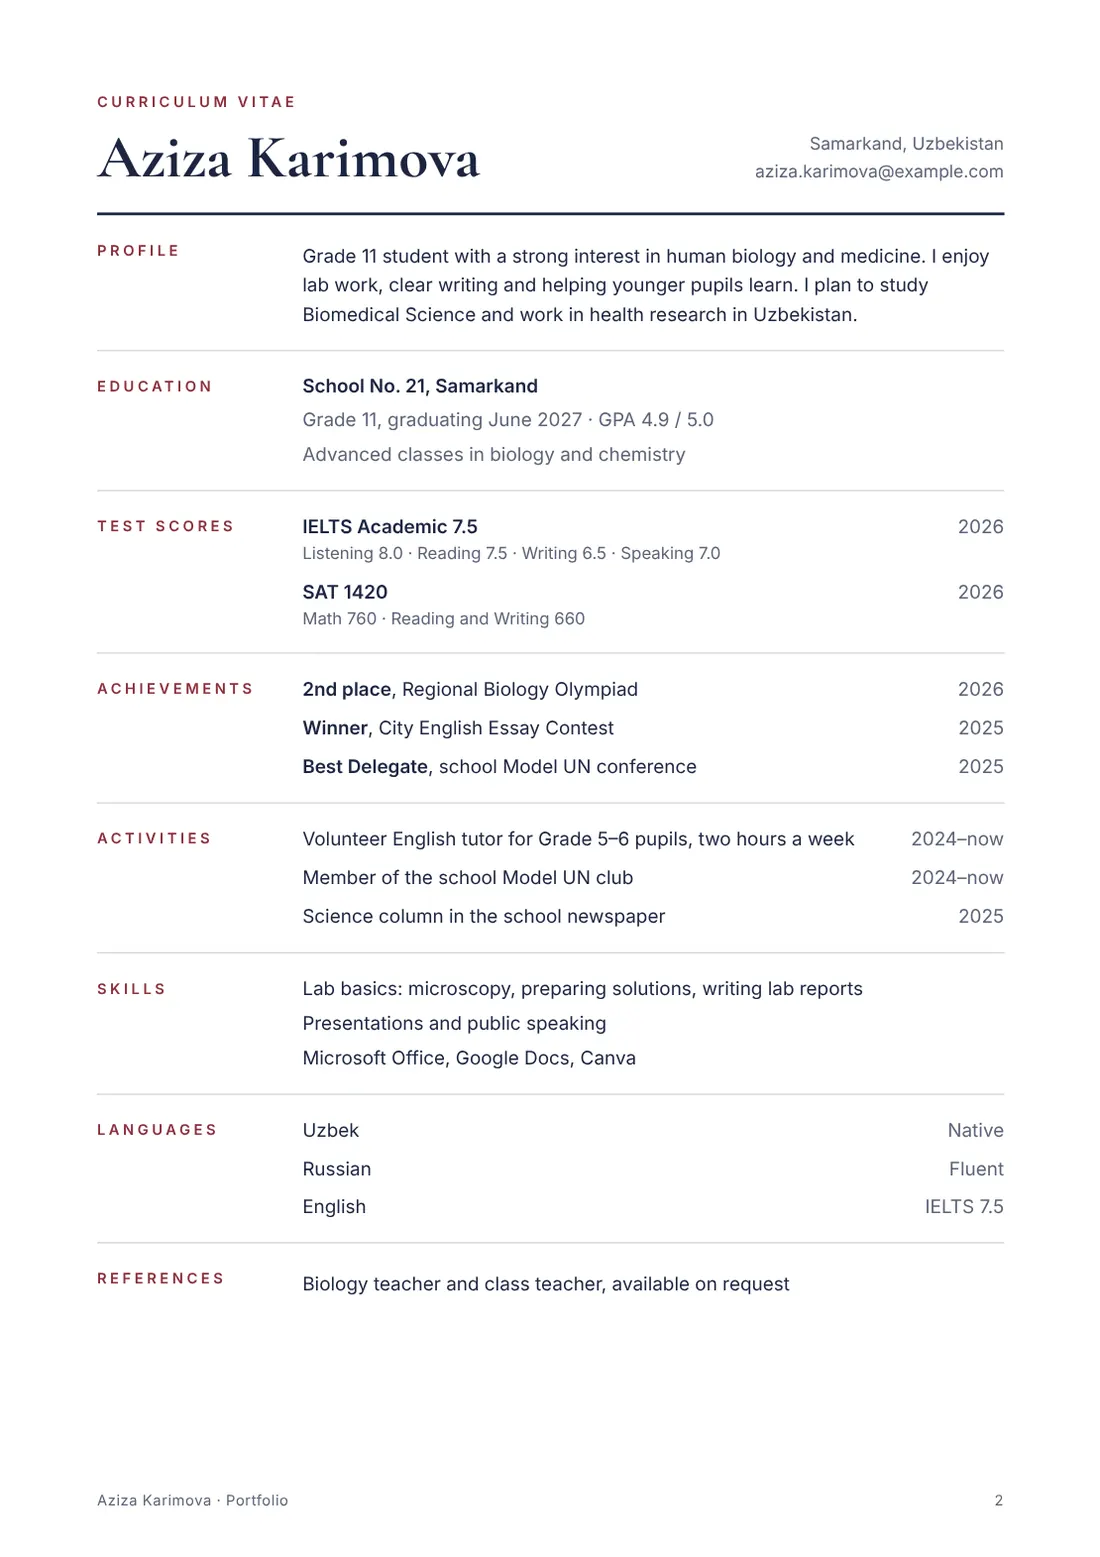 CURRICULUM VITAE
Aziza Karimova
Samarkand, Uzbekistan
aziza.karimova@example.com
PROFILE
Grade 11 student with a strong interest in human biology and medicine. I enjoy
lab work, clear writing and helping younger pupils learn. I plan to study
Biomedical Science and work in health research in Uzbekistan.
EDUCATION
School No. 21, Samarkand
Grade 11, graduating June 2027 · GPA 4.9 / 5.0
Advanced classes in biology and chemistry
TEST SCORES
IELTS Academic 7.5 2026
Listening 8.0 · Reading 7.5 · Writing 6.5 · Speaking 7.0
SAT 1420 2026
Math 760 · Reading and Writing 660
ACHIEVEMENTS
2nd place, Regional Biology Olympiad 2026
Winner, City English Essay Contest 2025
Best Delegate, school Model UN conference 2025
ACTIVITIES
Volunteer English tutor for Grade 5–6 pupils, two hours a week 2024–now
Member of the school Model UN club 2024–now
Science column in the school newspaper 2025
SKILLS
Lab basics: microscopy, preparing solutions, writing lab reports
Presentations and public speaking
Microsoft Office, Google Docs, Canva
LANGUAGES
Uzbek Native
Russian Fluent
English IELTS 7.5
REFERENCES
Biology teacher and class teacher, available on request
Aziza Karimova · Portfolio 2